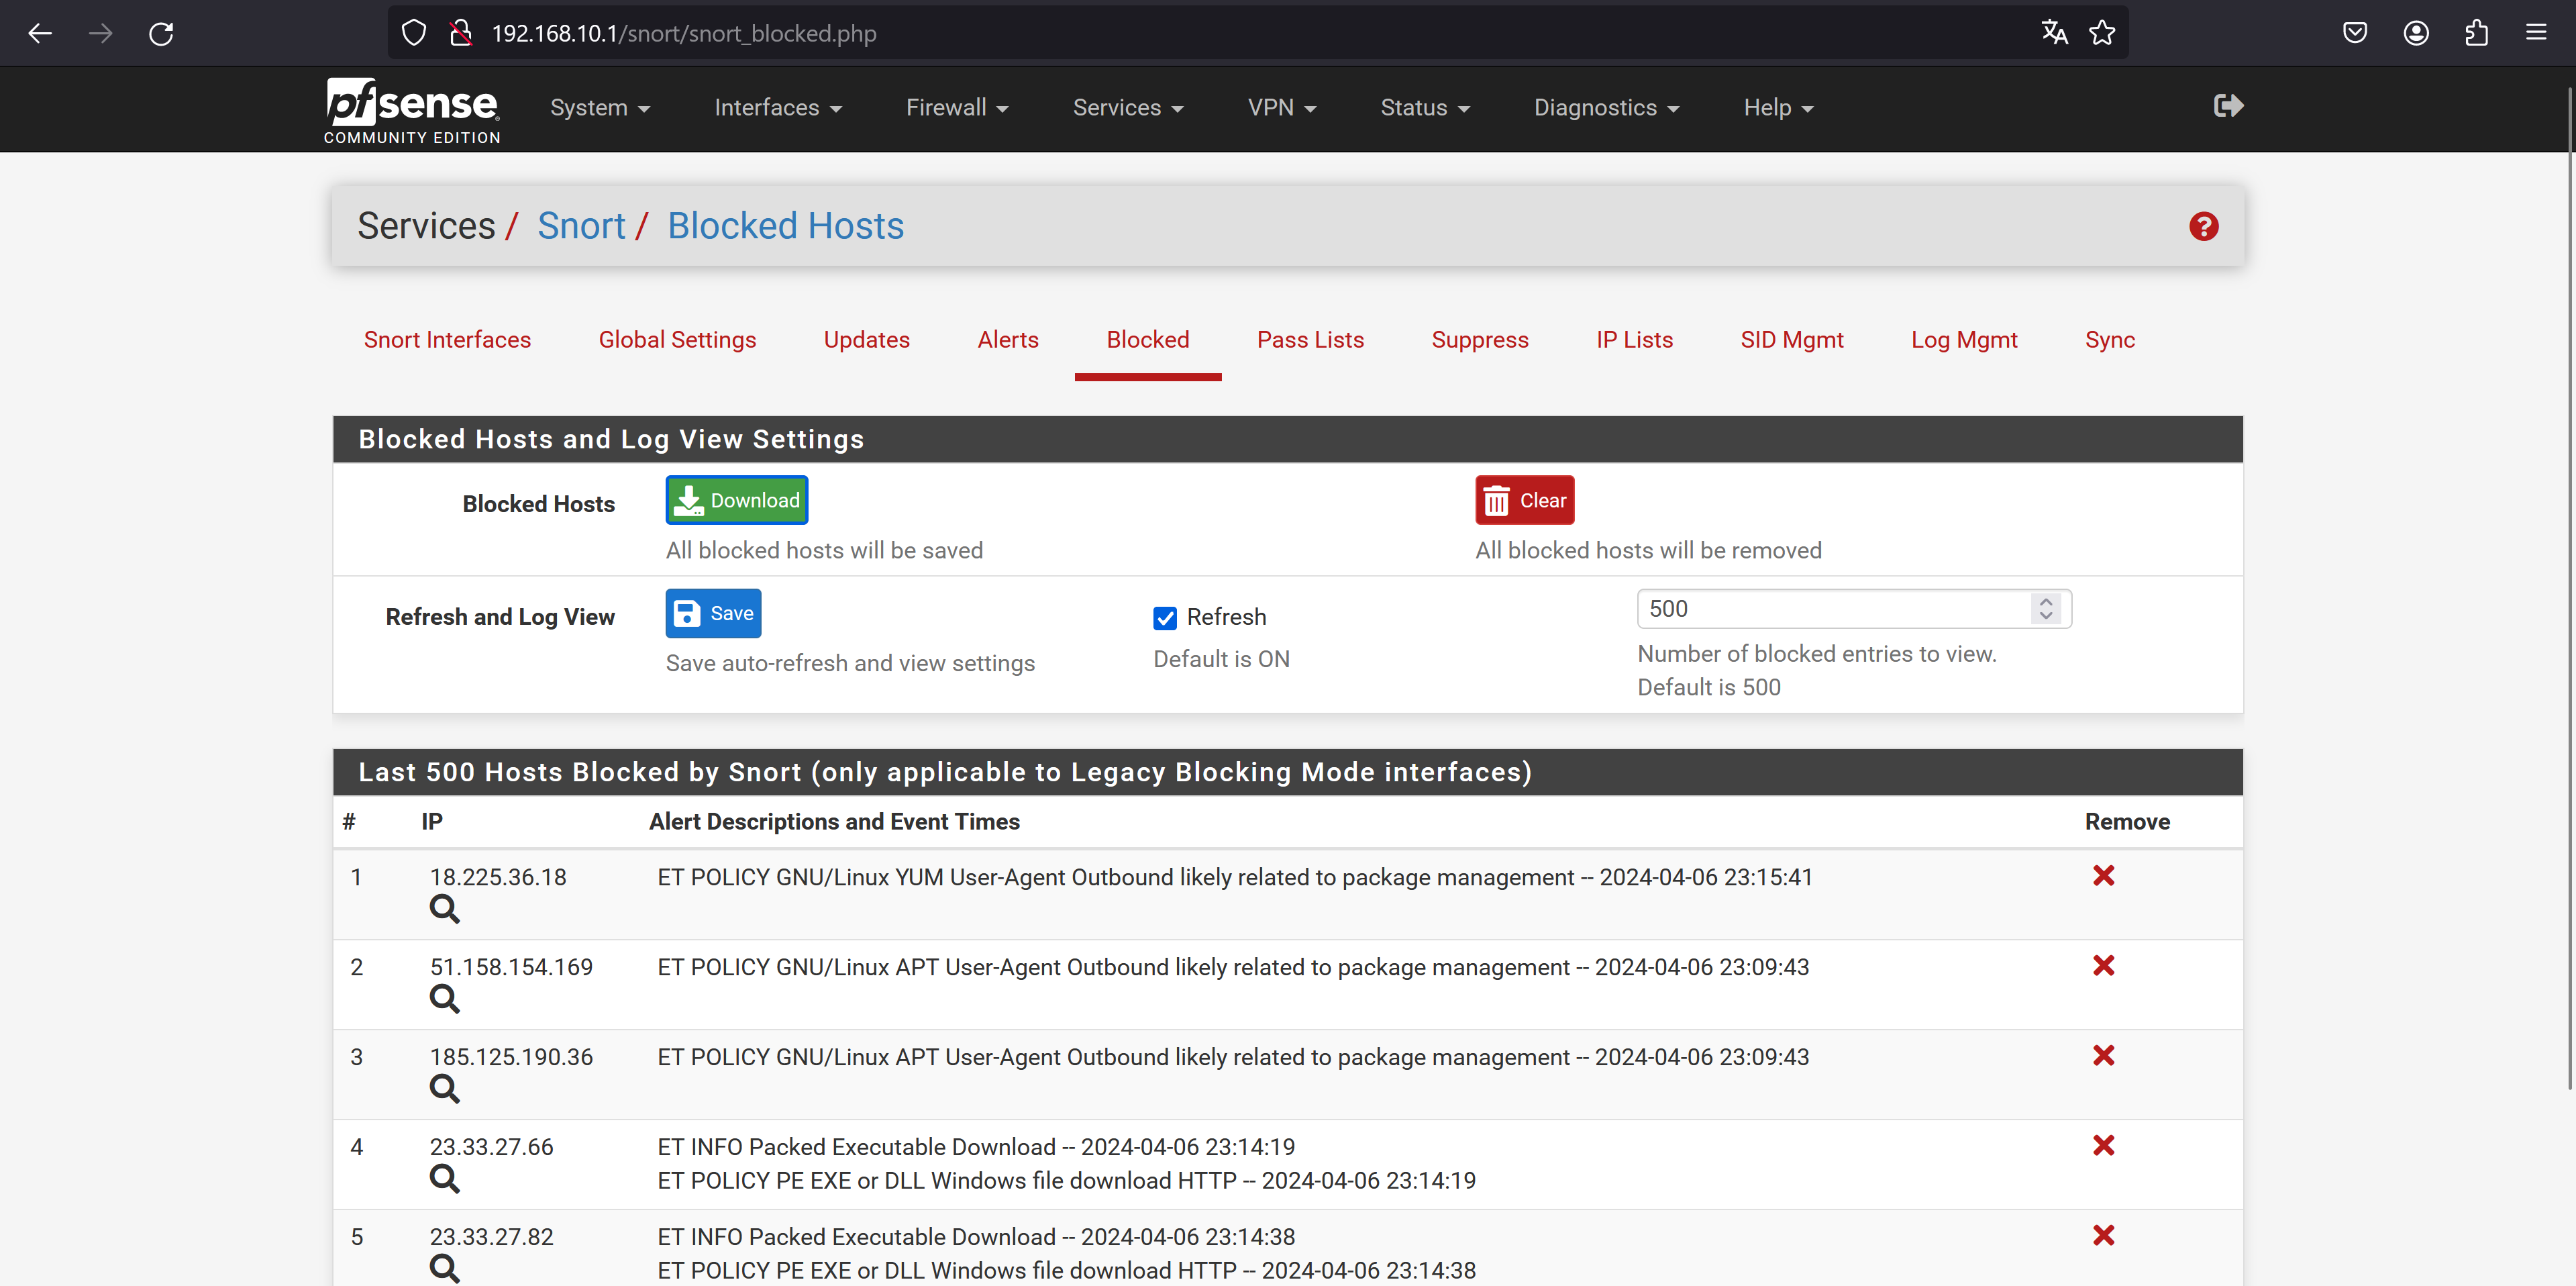 192.168.10.1/snort/snort_blocked.php
pfsense
COMMUNITY EDITION
System
Interfaces
Firewall
Services
VPN
Status
Diagnostics
Help
Services / Snort / Blocked Hosts
Snort Interfaces
Global Settings
Updates
Alerts
Blocked
Pass Lists
Suppress
IP Lists
SID Mgmt
Log Mgmt
Sync
Blocked Hosts and Log View Settings
Blocked Hosts
Download
All blocked hosts will be saved
Clear
All blocked hosts will be removed
Refresh and Log View
Save
Save auto-refresh and view settings
Refresh
Default is ON
500
Number of blocked entries to view.
Default is 500
Last 500 Hosts Blocked by Snort (only applicable to Legacy Blocking Mode interfaces)
# IP Alert Descriptions and Event Times Remove
1 18.225.36.18 ET POLICY GNU/Linux YUM User-Agent Outbound likely related to package management -- 2024-04-06 23:15:41
2 51.158.154.169 ET POLICY GNU/Linux APT User-Agent Outbound likely related to package management -- 2024-04-06 23:09:43
3 185.125.190.36 ET POLICY GNU/Linux APT User-Agent Outbound likely related to package management -- 2024-04-06 23:09:43
4 23.33.27.66 ET INFO Packed Executable Download -- 2024-04-06 23:14:19
ET POLICY PE EXE or DLL Windows file download HTTP -- 2024-04-06 23:14:19
5 23.33.27.82 ET INFO Packed Executable Download -- 2024-04-06 23:14:38
ET POLICY PE EXE or DLL Windows file download HTTP -- 2024-04-06 23:14:38